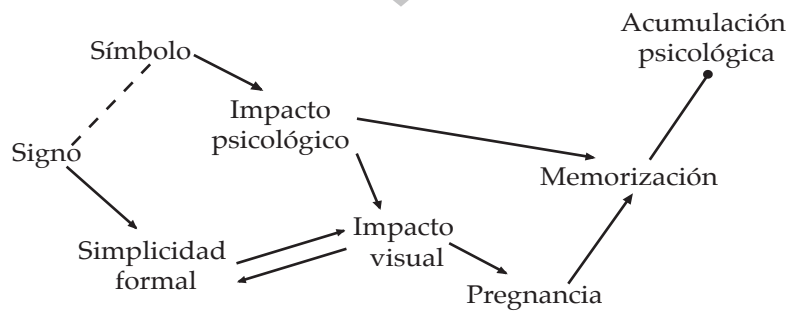 Acumulación
psicológica
Símbolo
Impacto
psicológico
Signo
Memorización
Impacto
visual
Simplicidad
formal
Pregnancia